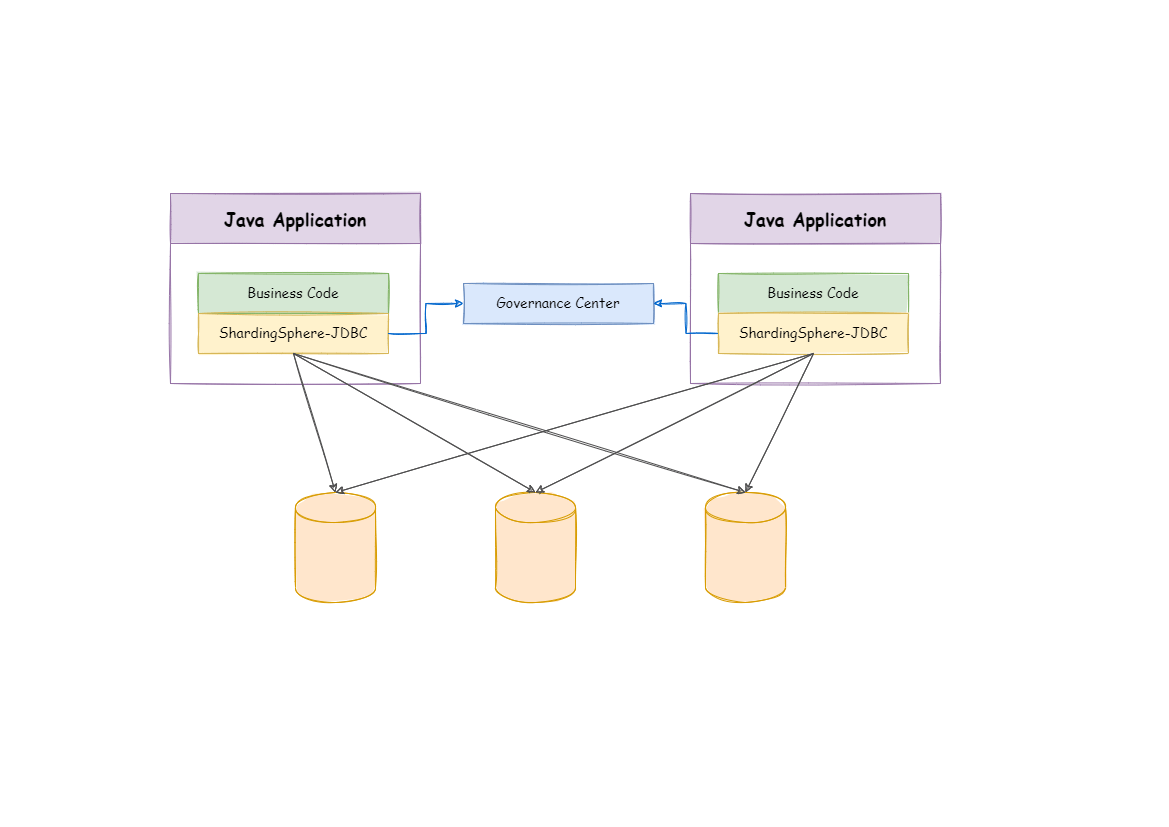 Java Application
Java Application
Business Code
Governance Center
Business Code
ShardingSphere-JDBC
ShardingSphere-JDBC